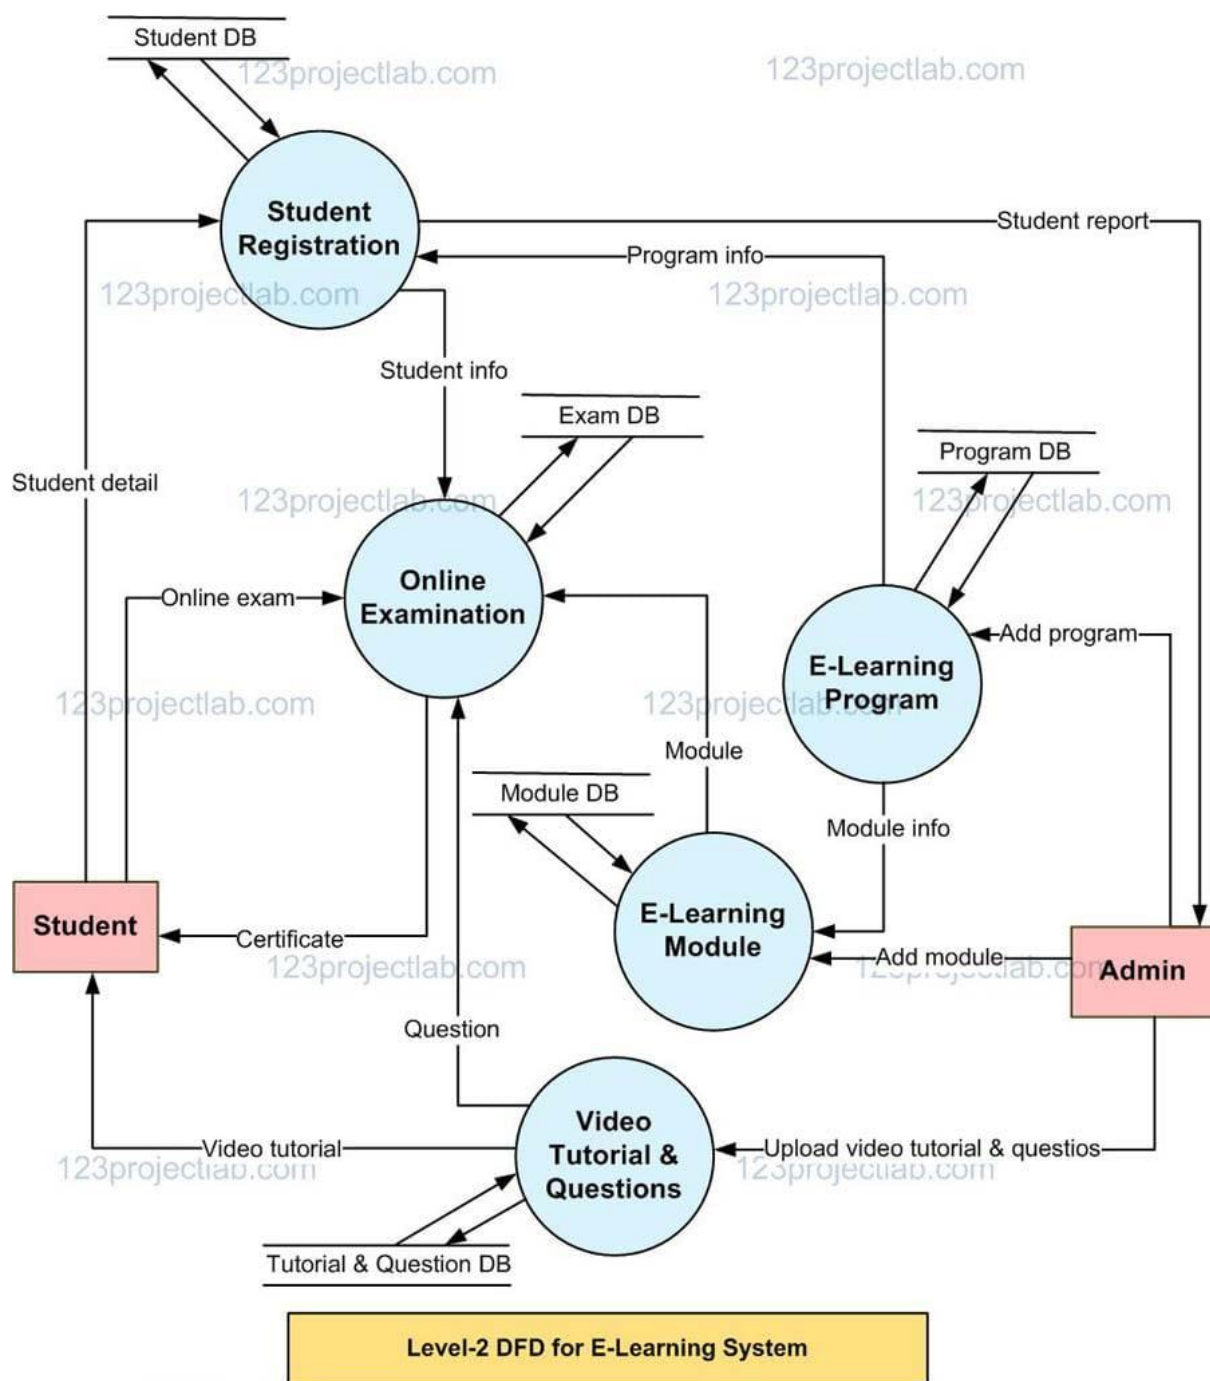 Student DB
123projectlab.com
123projectlab.com
Student
Registration
Student report
Program info
123projectlab.com
123projectlab.com
Student info
Exam DB
Program DB
Student detail
123projectlab.com
123projectlab.com
Online
Examination
Online exam
Add program
E-Learning
Program
123projectlab.com
123projectlab.com
Module
Module DB
Module info
E-Learning
Module
Student
Certificate
Add module
Admin
123projectlab.com
123projectlab.com
Question
Video
Tutorial &
Questions
Video tutorial
Upload video tutorial & questios
123projectlab.com
123projectlab.com
Tutorial & Question DB
Level-2 DFD for E-Learning System